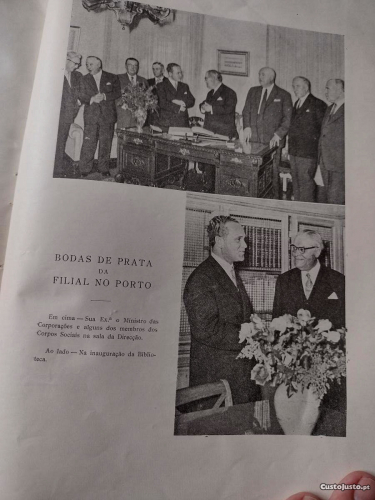 BODAS DE PRATA
DA
FILIAL NO PORTO
Em cima — Sua Ex.ª o Ministro das
Corporações e alguns dos membros dos
Corpos Sociais na sala da Direcção.
Ao lado — Na inauguração da Biblio-
teca.
CustoJusto.pt